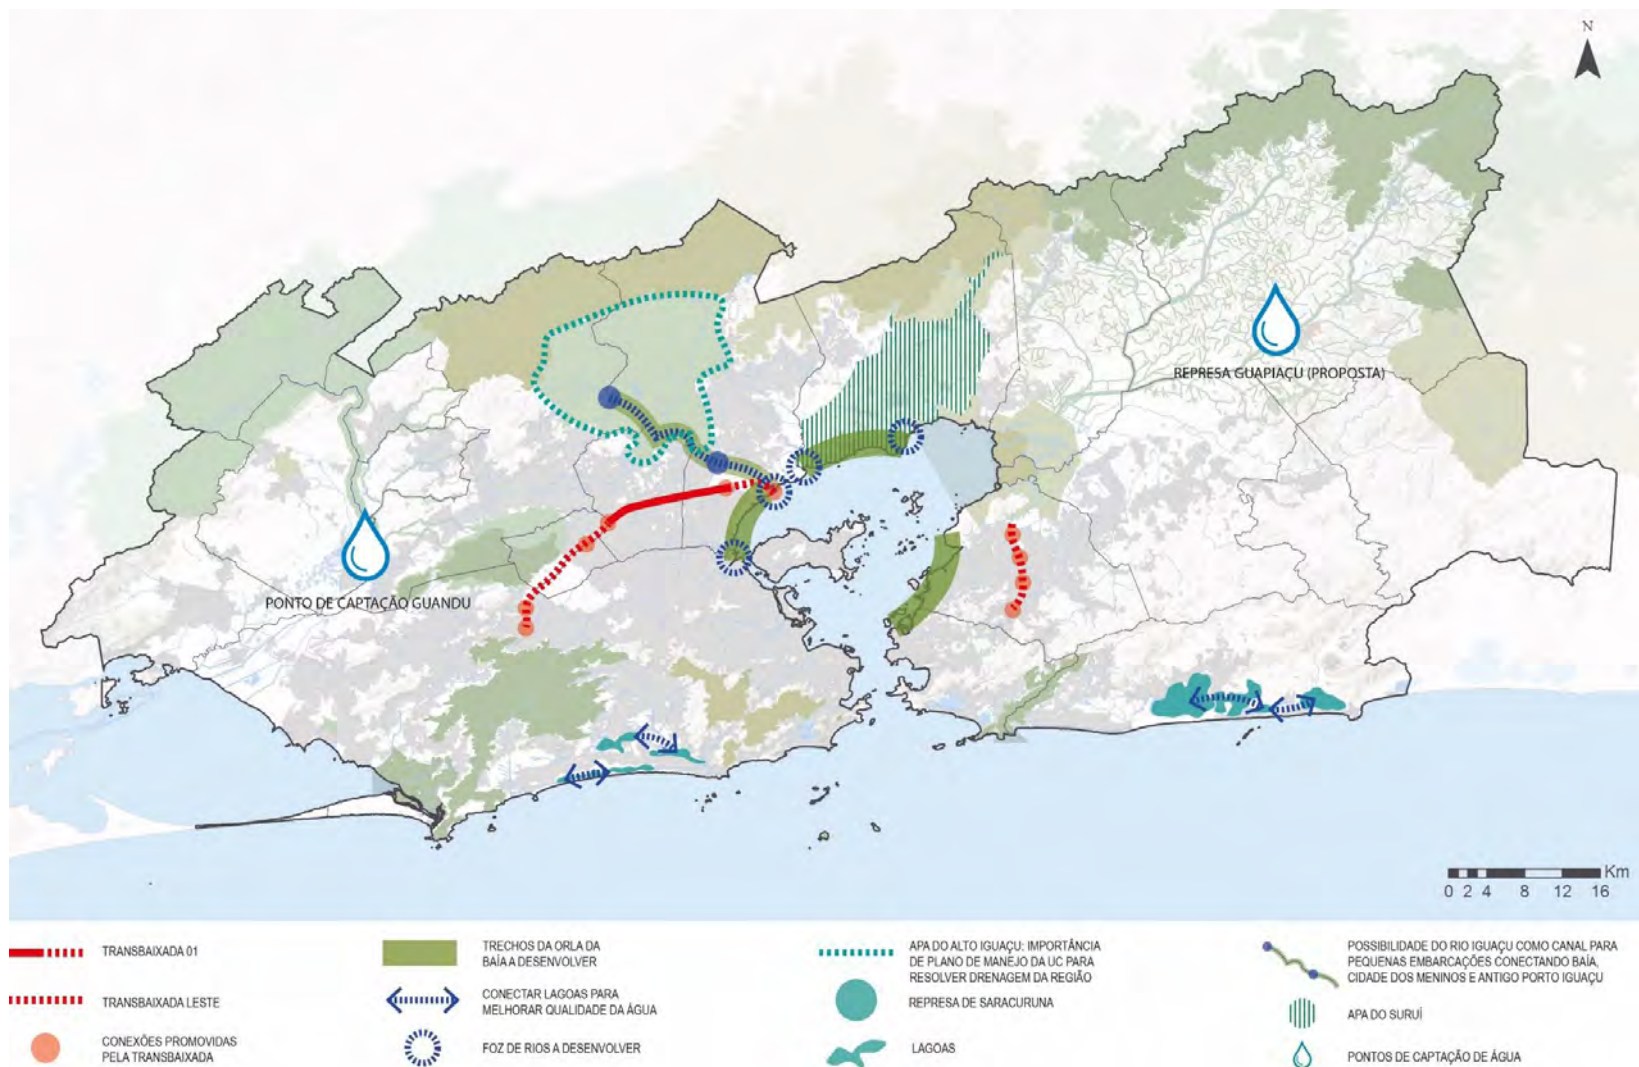 N
REPRESA GUAPIAÇU (PROPOSTA)
PONTO DE CAPTAÇÃO GUANDU
Km
0 2 4 8 12 16
TRANSBAIXADA 01
TRANSBAIXADA LESTE
CONEXÕES PROMOVIDAS
PELA TRANSBAIXADA
TRECHOS DA ORLA DA
BAÍA A DESENVOLVER
CONECTAR LAGOAS PARA
MELHORAR QUALIDADE DA ÁGUA
FOZ DE RIOS A DESENVOLVER
APA DO ALTO IGUAÇU: IMPORTÂNCIA
DE PLANO DE MANEJO DA UC PARA
RESOLVER DRENAGEM DA REGIÃO
REPRESA DE SARACURUNA
LAGOAS
POSSIBILIDADE DO RIO IGUAÇU COMO CANAL PARA
PEQUENAS EMBARCAÇÕES CONECTANDO BAÍA,
CIDADE DOS MENINOS E ANTIGO PORTO IGUAÇU
APA DO SURUÍ
PONTOS DE CAPTAÇÃO DE ÁGUA